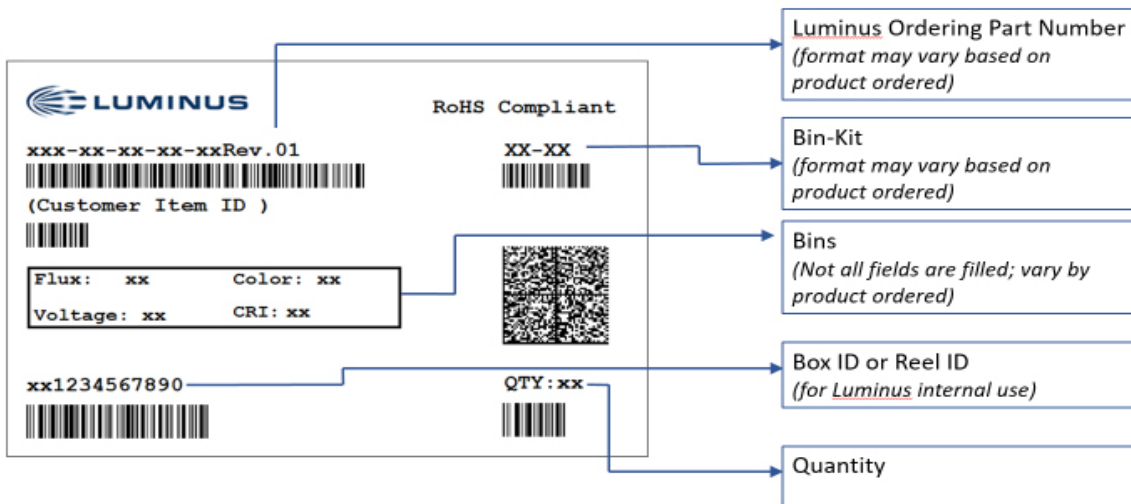 LUMINUS
RoHS Compliant
xxx-xx-xx-xx-xxRev.01
XX-XX
(Customer Item ID )
Flux: xx Color: xx
Voltage: xx CRI: xx
xx1234567890
QTY:xx
Luminus Ordering Part Number
(format may vary based on
product ordered)
Bin-Kit
(format may vary based on
product ordered)
Bins
(Not all fields are filled; vary by
product ordered)
Box ID or Reel ID
(for Luminus internal use)
Quantity